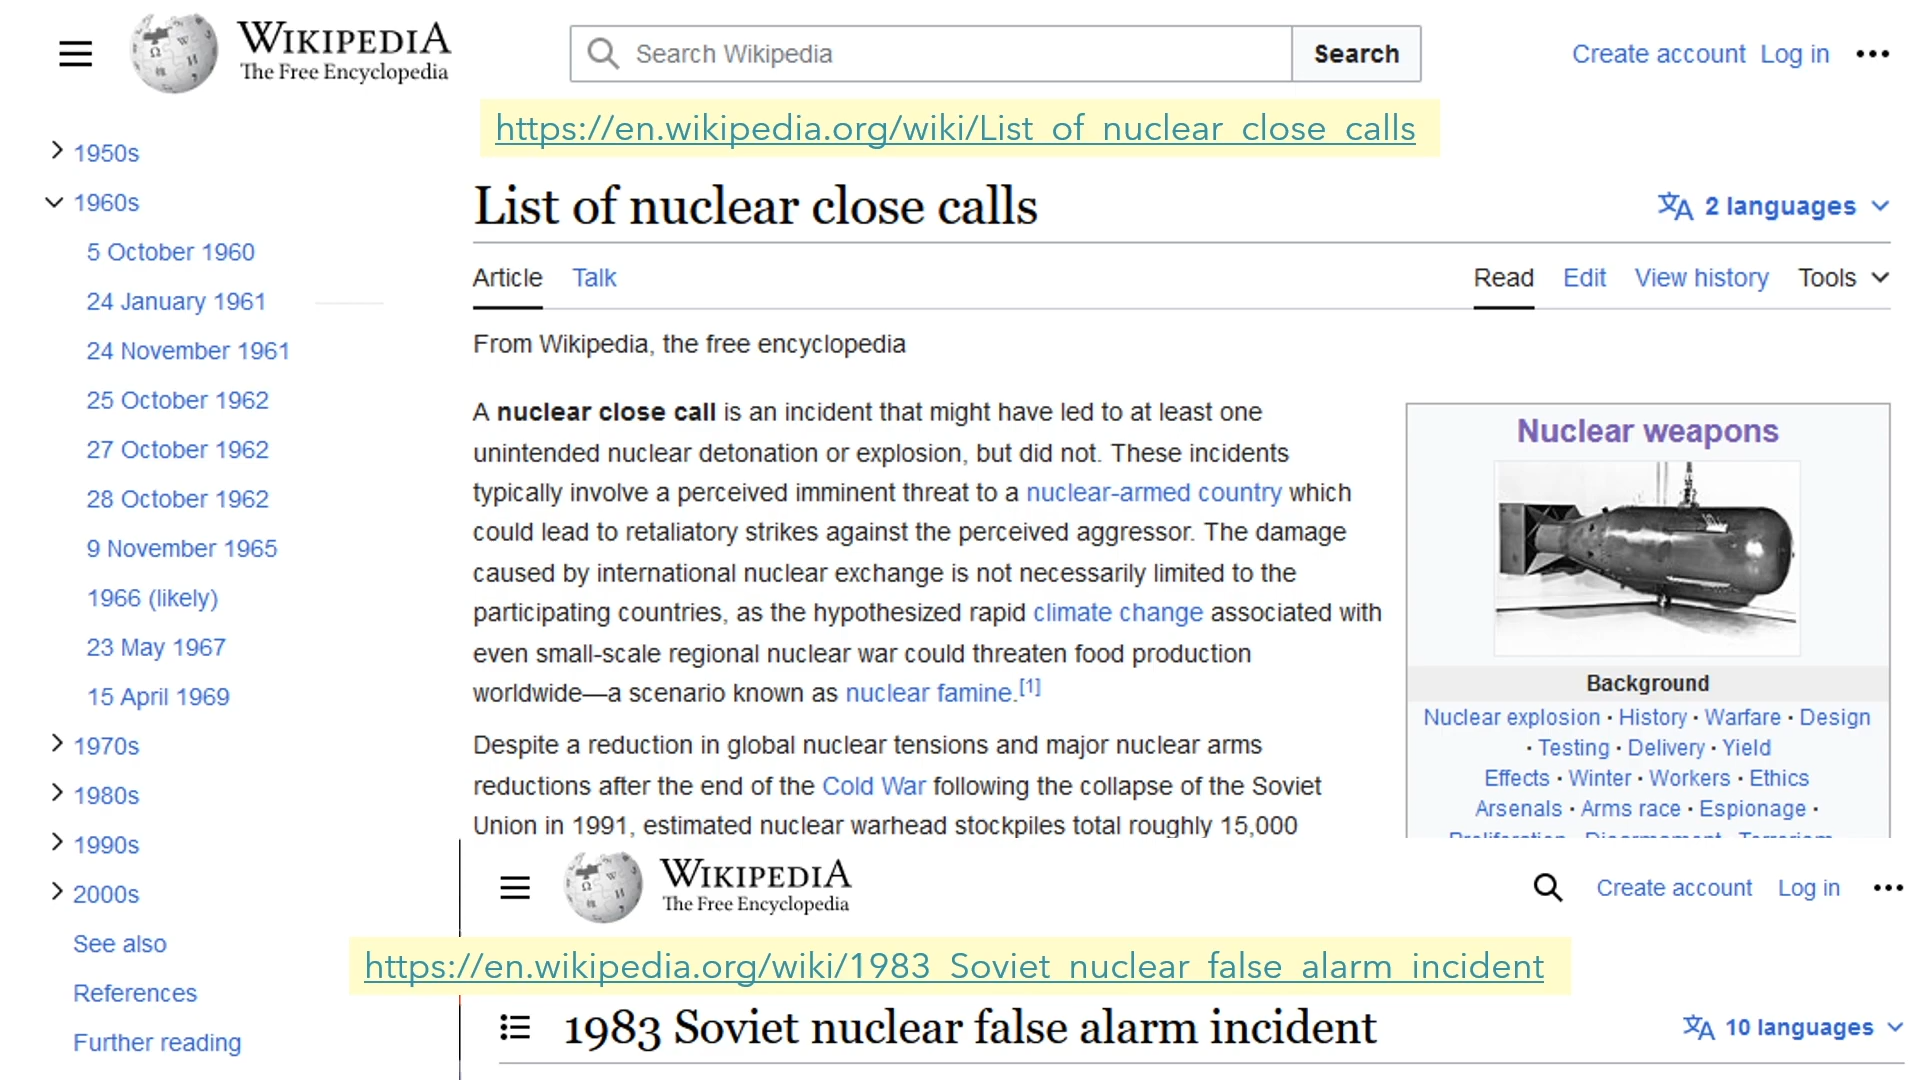 WIKIPEDIA
The Free Encyclopedia
Search Wikipedia
Search
Create account Log in
https://en.wikipedia.org/wiki/List_of_nuclear_close_calls
1950s
1960s
5 October 1960
24 January 1961
24 November 1961
25 October 1962
27 October 1962
28 October 1962
9 November 1965
1966 (likely)
23 May 1967
15 April 1969
1970s
1980s
1990s
2000s
See also
References
Further reading
List of nuclear close calls
2 languages
Article Talk
Read Edit View history Tools
From Wikipedia, the free encyclopedia
A nuclear close call is an incident that might have led to at least one
unintended nuclear detonation or explosion, but did not. These incidents
typically involve a perceived imminent threat to a nuclear-armed country which
could lead to retaliatory strikes against the perceived aggressor. The damage
caused by international nuclear exchange is not necessarily limited to the
participating countries, as the hypothesized rapid climate change associated with
even small-scale regional nuclear war could threaten food production
worldwide—a scenario known as nuclear famine.[1]
Despite a reduction in global nuclear tensions and major nuclear arms
reductions after the end of the Cold War following the collapse of the Soviet
Union in 1991, estimated nuclear warhead stockpiles total roughly 15,000
Nuclear weapons
Background
Nuclear explosion · History · Warfare · Design
· Testing · Delivery · Yield
Effects · Winter · Workers · Ethics
Arsenals · Arms race · Espionage ·
WIKIPEDIA
The Free Encyclopedia
Create account Log in
https://en.wikipedia.org/wiki/1983_Soviet_nuclear_false_alarm_incident
1983 Soviet nuclear false alarm incident
10 languages